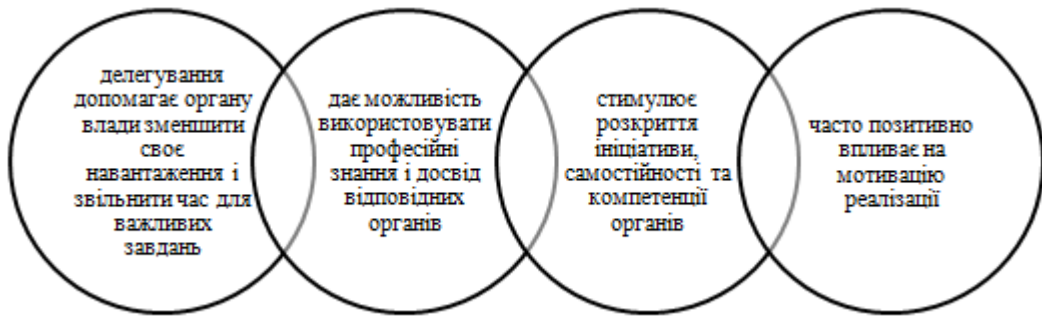 делегування
допомагає органу
влади зменшити
своє
навантаження і
звільнити час для
важливих
завдань
дає можливість
використовувати
професійні
знання і досвід
відповідних
органів
стимулює
розкриття
ініціативи,
самостійності та
компетенції
органів
часто позитивно
впливає на
мотивацію
реалізації